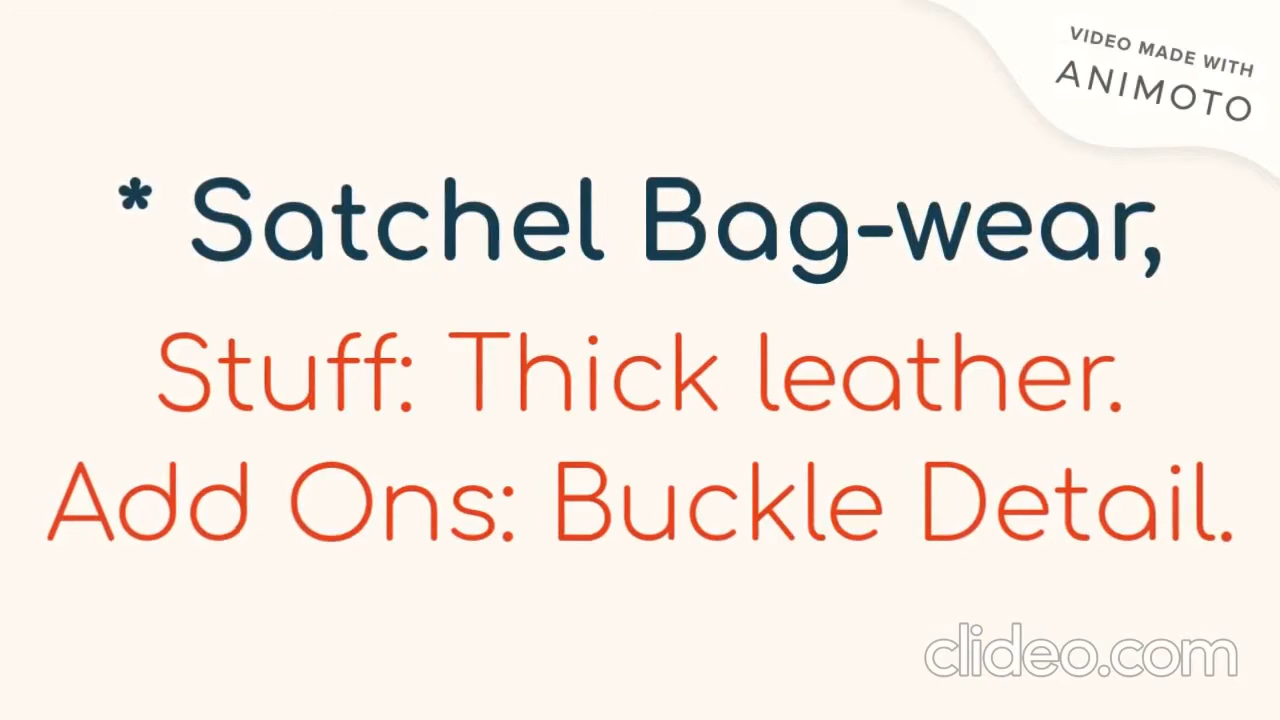 VIDEO MADE WITH
ANIMOTO
* Satchel Bag-wear,
Stuff: Thick leather.
Add Ons: Buckle Detail.
clideo.com